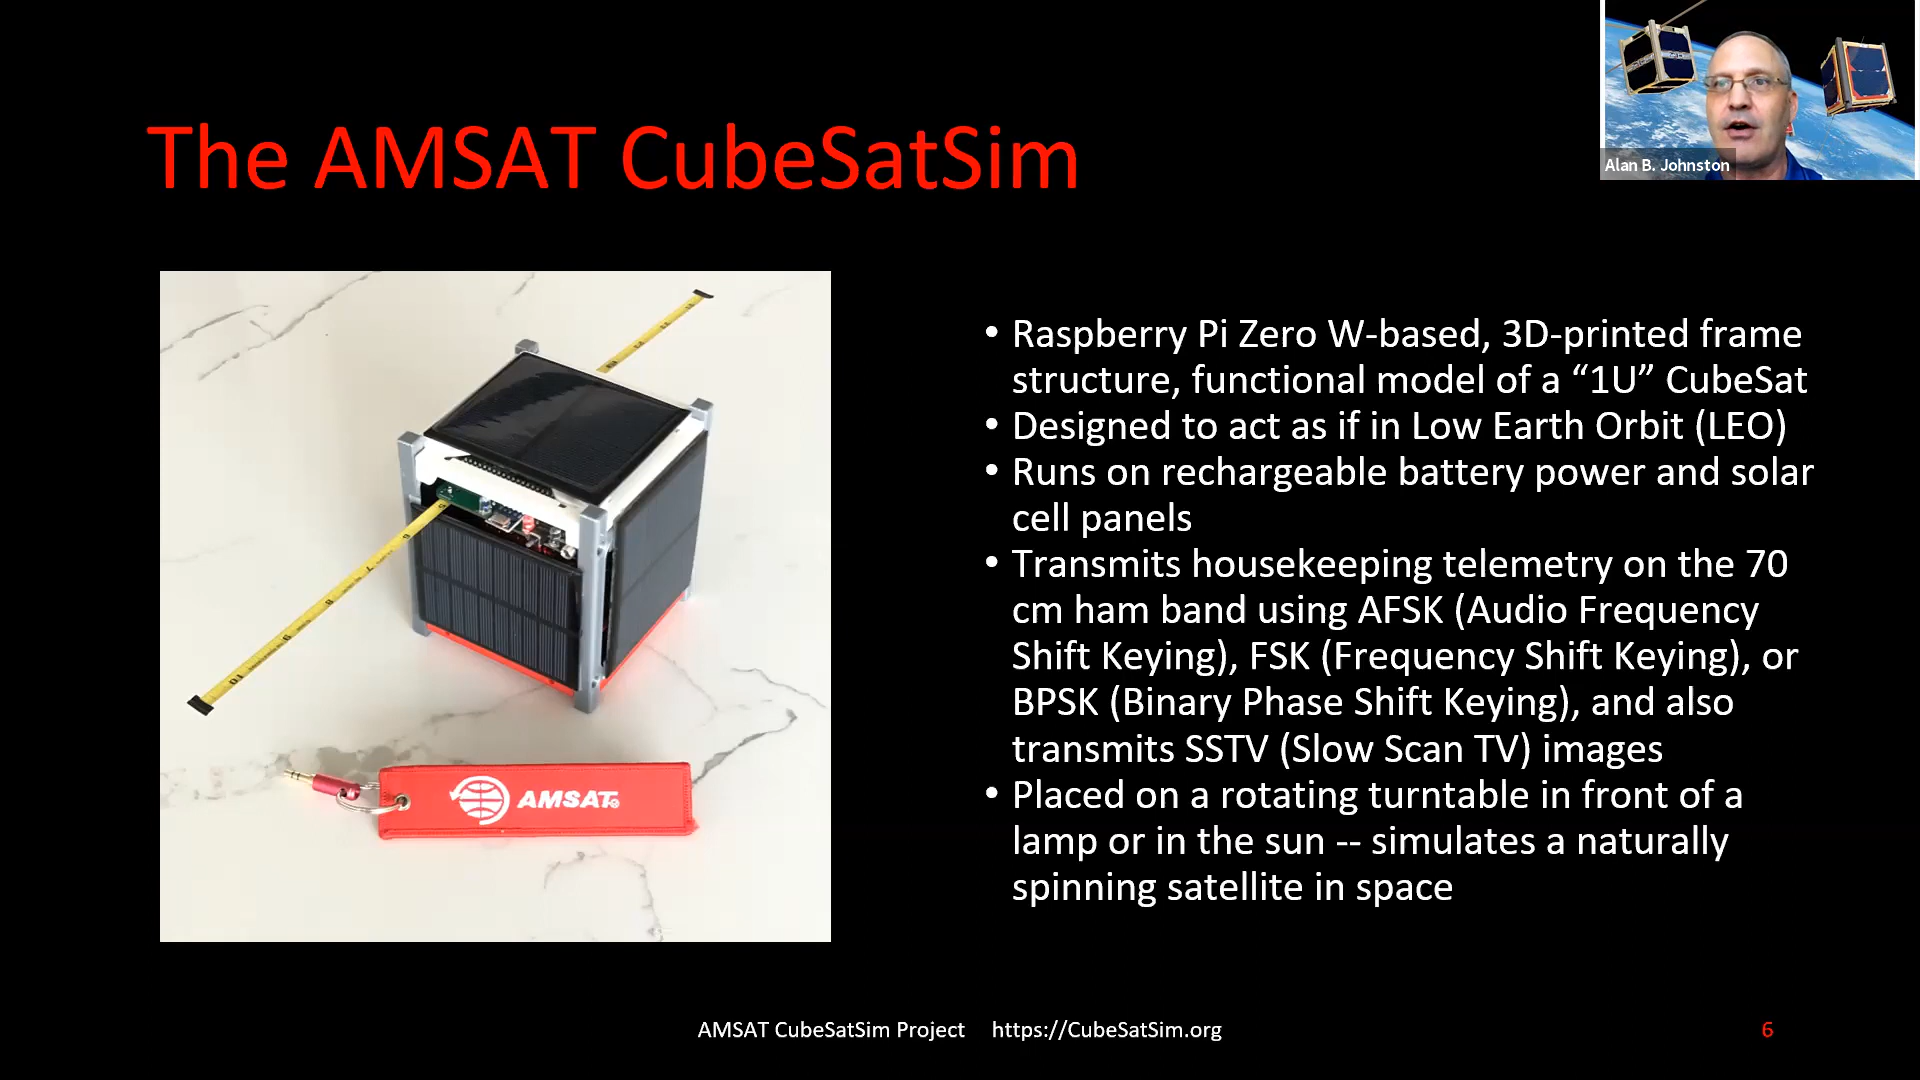 Alan B. Johnston
The AMSAT CubeSatSim
• Raspberry Pi Zero W-based, 3D-printed frame
structure, functional model of a “1U” CubeSat
• Designed to act as if in Low Earth Orbit (LEO)
• Runs on rechargeable battery power and solar
cell panels
• Transmits housekeeping telemetry on the 70
cm ham band using AFSK (Audio Frequency
Shift Keying), FSK (Frequency Shift Keying), or
BPSK (Binary Phase Shift Keying), and also
transmits SSTV (Slow Scan TV) images
• Placed on a rotating turntable in front of a
lamp or in the sun -- simulates a naturally
spinning satellite in space
AMSAT
AMSAT CubeSatSim Project https://CubeSatSim.org
6